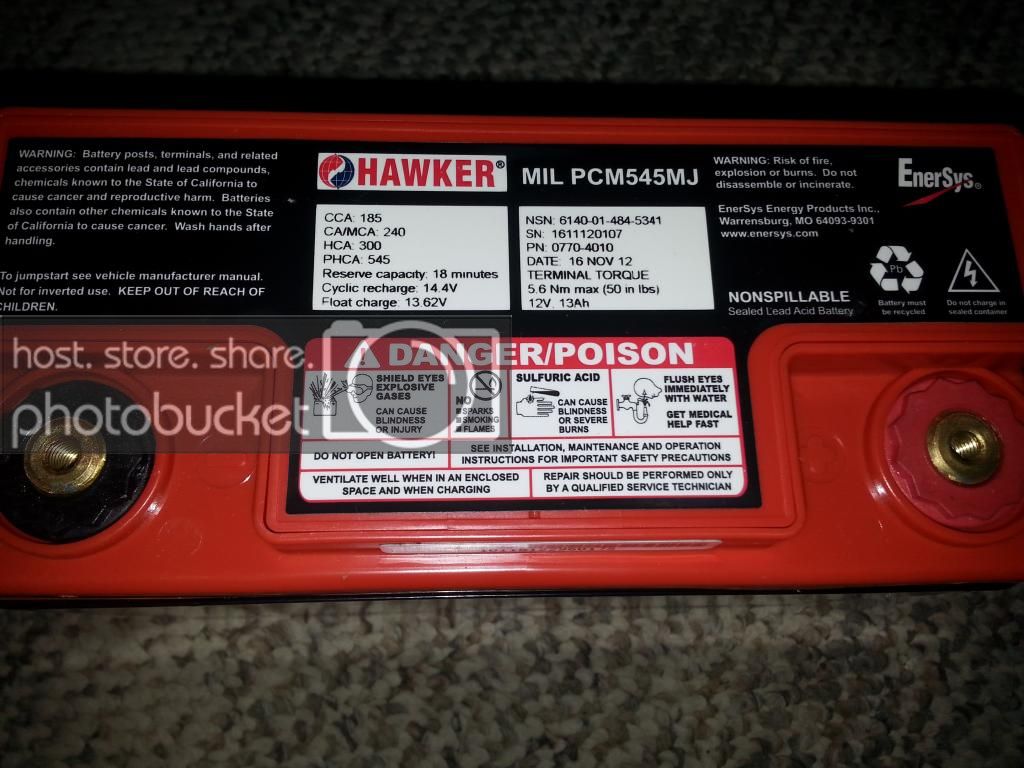 WARNING: Battery posts, terminals, and related
accessories contain lead and lead compounds,
chemicals known to the State of California to
cause cancer and reproductive harm. Batteries
also contain other chemicals known to the State
of California to cause cancer. Wash hands after
handling.
To jumpstart see vehicle manufacturer manual.
Not for inverted use. KEEP OUT OF REACH OF
CHILDREN.
HAWKER®
MIL PCM545MJ
CCA: 185
CA/MCA: 240
HCA: 300
PHCA: 545
Reserve capacity: 18 minutes
Cyclic recharge: 14.4V
Float charge: 13.62V
NSN: 6140-01-484-5341
SN: 1611120107
PN: 0770-4010
DATE: 16 NOV 12
TERMINAL TORQUE
5.6 Nm max (50 in lbs)
12V, 13Ah
WARNING: Risk of fire,
explosion or burns. Do not
disassemble or incinerate.
EnerSys®
EnerSys Energy Products Inc.,
Warrensburg, MO 64093-9301
www.enersys.com
NONSPILLABLE
Sealed Lead Acid Battery
Pb
Battery must
be recycled
Do not charge in
sealed container
DANGER/POISON
SHIELD EYES
EXPLOSIVE
GASES
CAN CAUSE
BLINDNESS
OR INJURY
NO
SPARKS
SMOKING
FLAMES
SULFURIC ACID
CAN CAUSE
BLINDNESS
OR SEVERE
BURNS
FLUSH EYES
IMMEDIATELY
WITH WATER
GET MEDICAL
HELP FAST
DO NOT OPEN BATTERY!
SEE INSTALLATION, MAINTENANCE AND OPERATION
INSTRUCTIONS FOR IMPORTANT SAFETY PRECAUTIONS
VENTILATE WELL WHEN IN AN ENCLOSED
SPACE AND WHEN CHARGING
REPAIR SHOULD BE PERFORMED ONLY
BY A QUALIFIED SERVICE TECHNICIAN
host. store. share.
photobucket